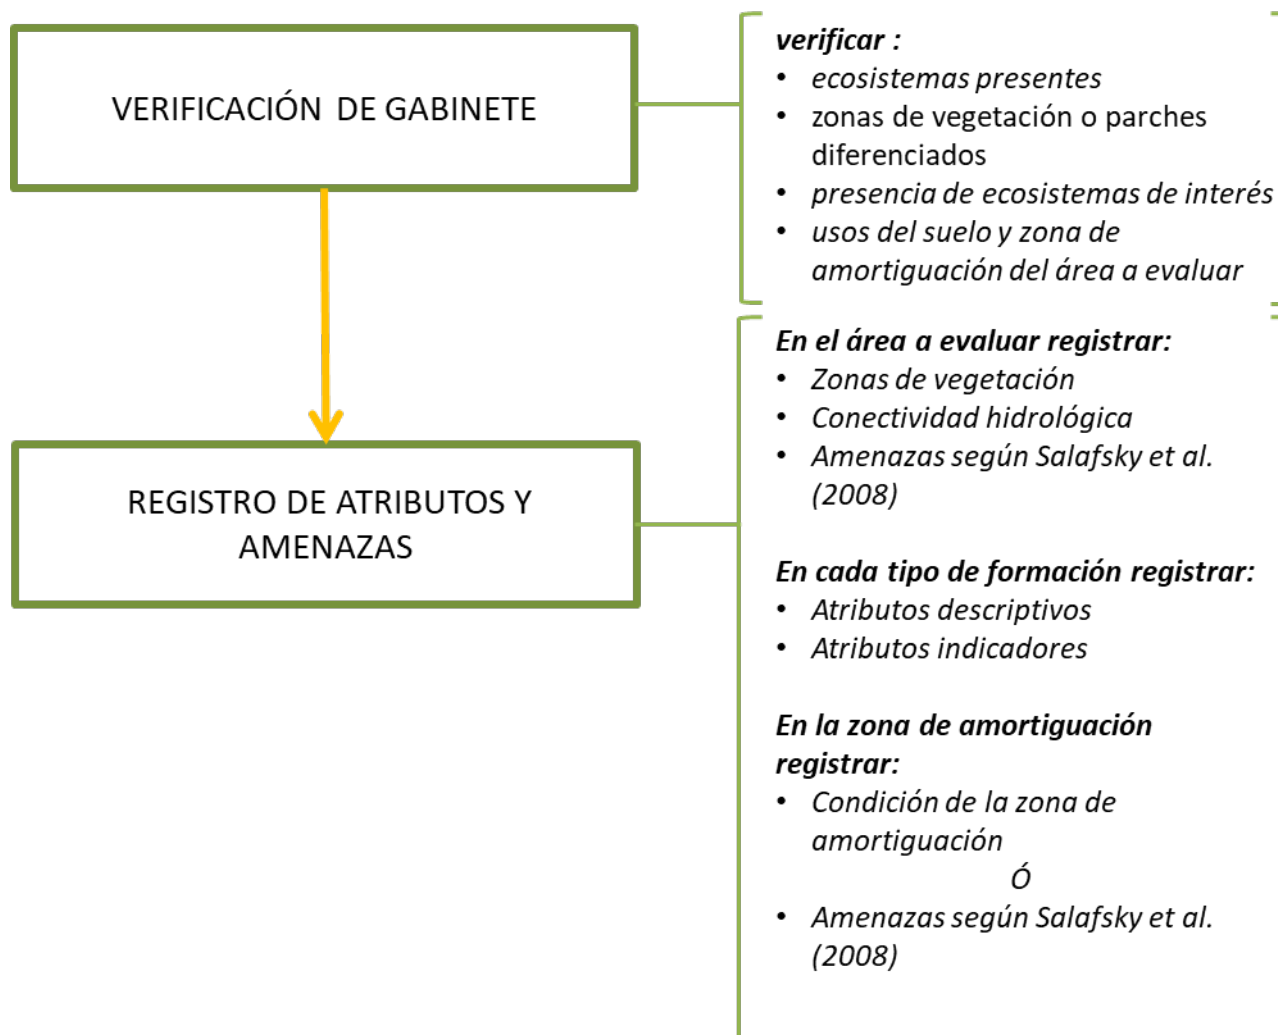 VERIFICACIÓN DE GABINETE
verificar :
• ecosistemas presentes
• zonas de vegetación o parches
diferenciados
• presencia de ecosistemas de interés
• usos del suelo y zona de
amortiguación del área a evaluar
REGISTRO DE ATRIBUTOS Y
AMENAZAS
En el área a evaluar registrar:
• Zonas de vegetación
• Conectividad hidrológica
• Amenazas según Salafsky et al.
(2008)
En cada tipo de formación registrar:
• Atributos descriptivos
• Atributos indicadores
En la zona de amortiguación
registrar:
• Condición de la zona de
amortiguación
Ó
• Amenazas según Salafsky et al.
(2008)